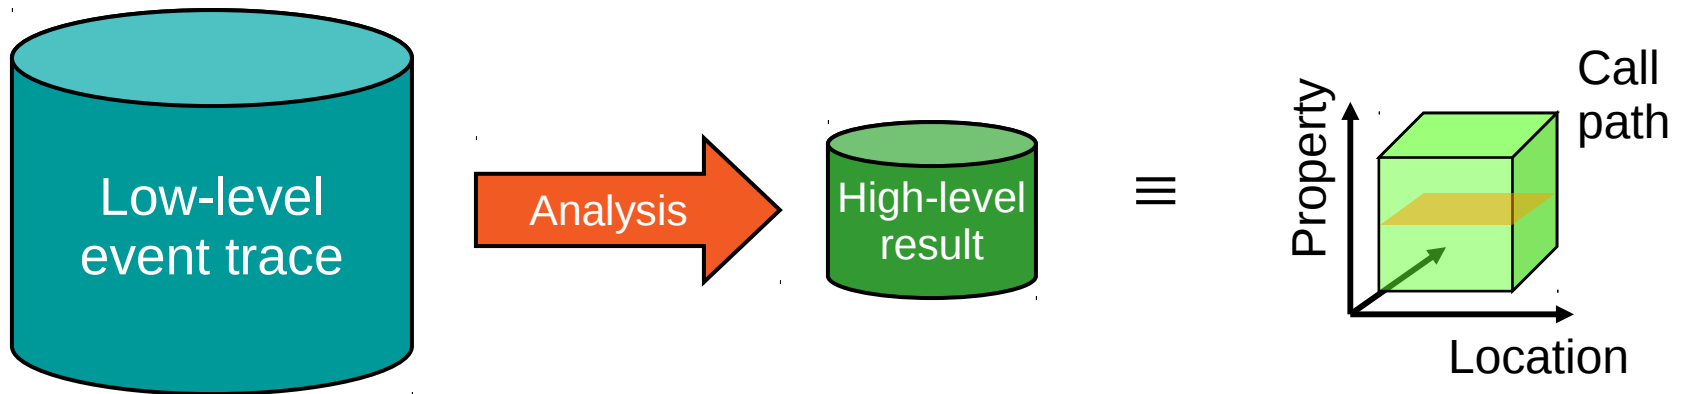 Low-level
event trace
Analysis
High-level
result
≡
Property
Call
path
Location